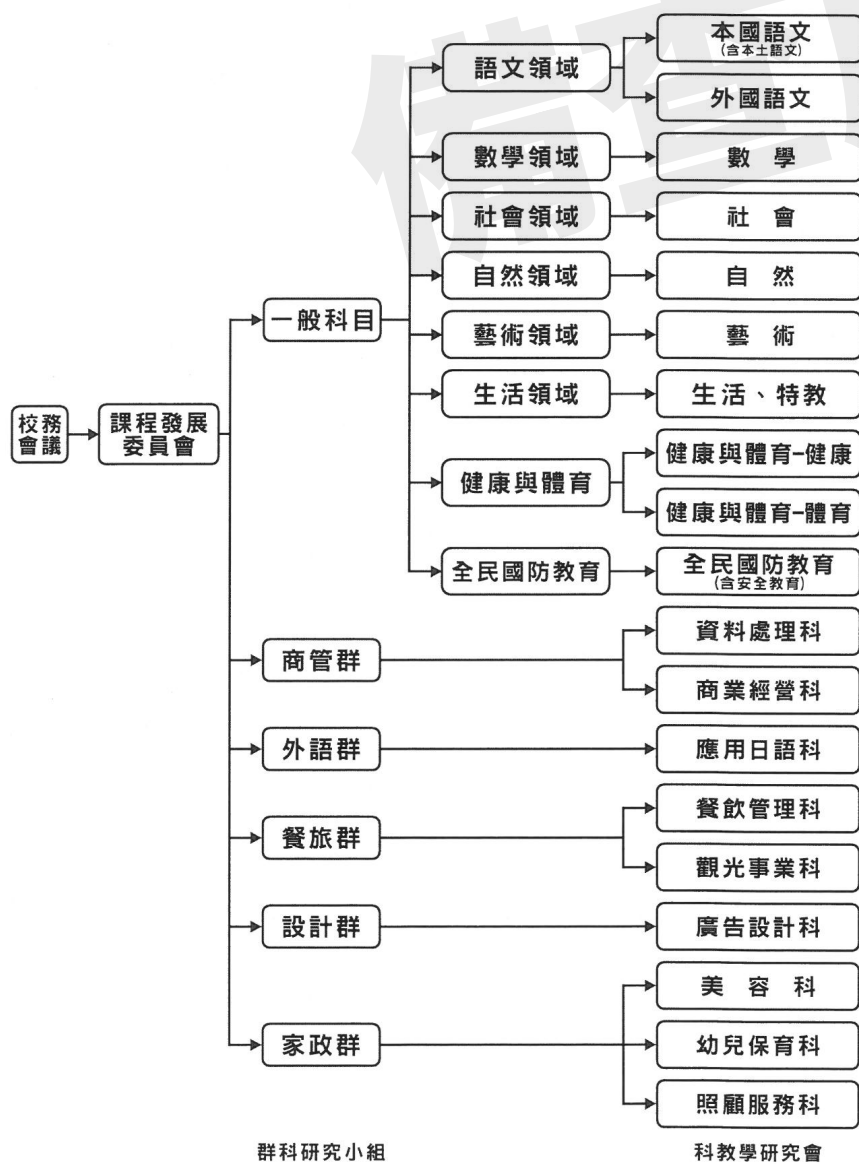 本國語文
(含本土語文)
語文領域
外國語文
數學領域
數 學
社會領域
社 會
自然領域
自 然
一般科目
藝術領域
藝 術
生活領域
生活、特教
校務
會議
課程發展
委員會
健康與體育
健康與體育-健康
健康與體育-體育
全民國防教育
全民國防教育
(含安全教育)
商管群
資料處理科
商業經營科
外語群
應用日語科
餐旅群
餐飲管理科
觀光事業科
設計群
廣告設計科
家政群
美 容 科
幼兒保育科
照顧服務科
群科研究小組
科教學研究會
備查